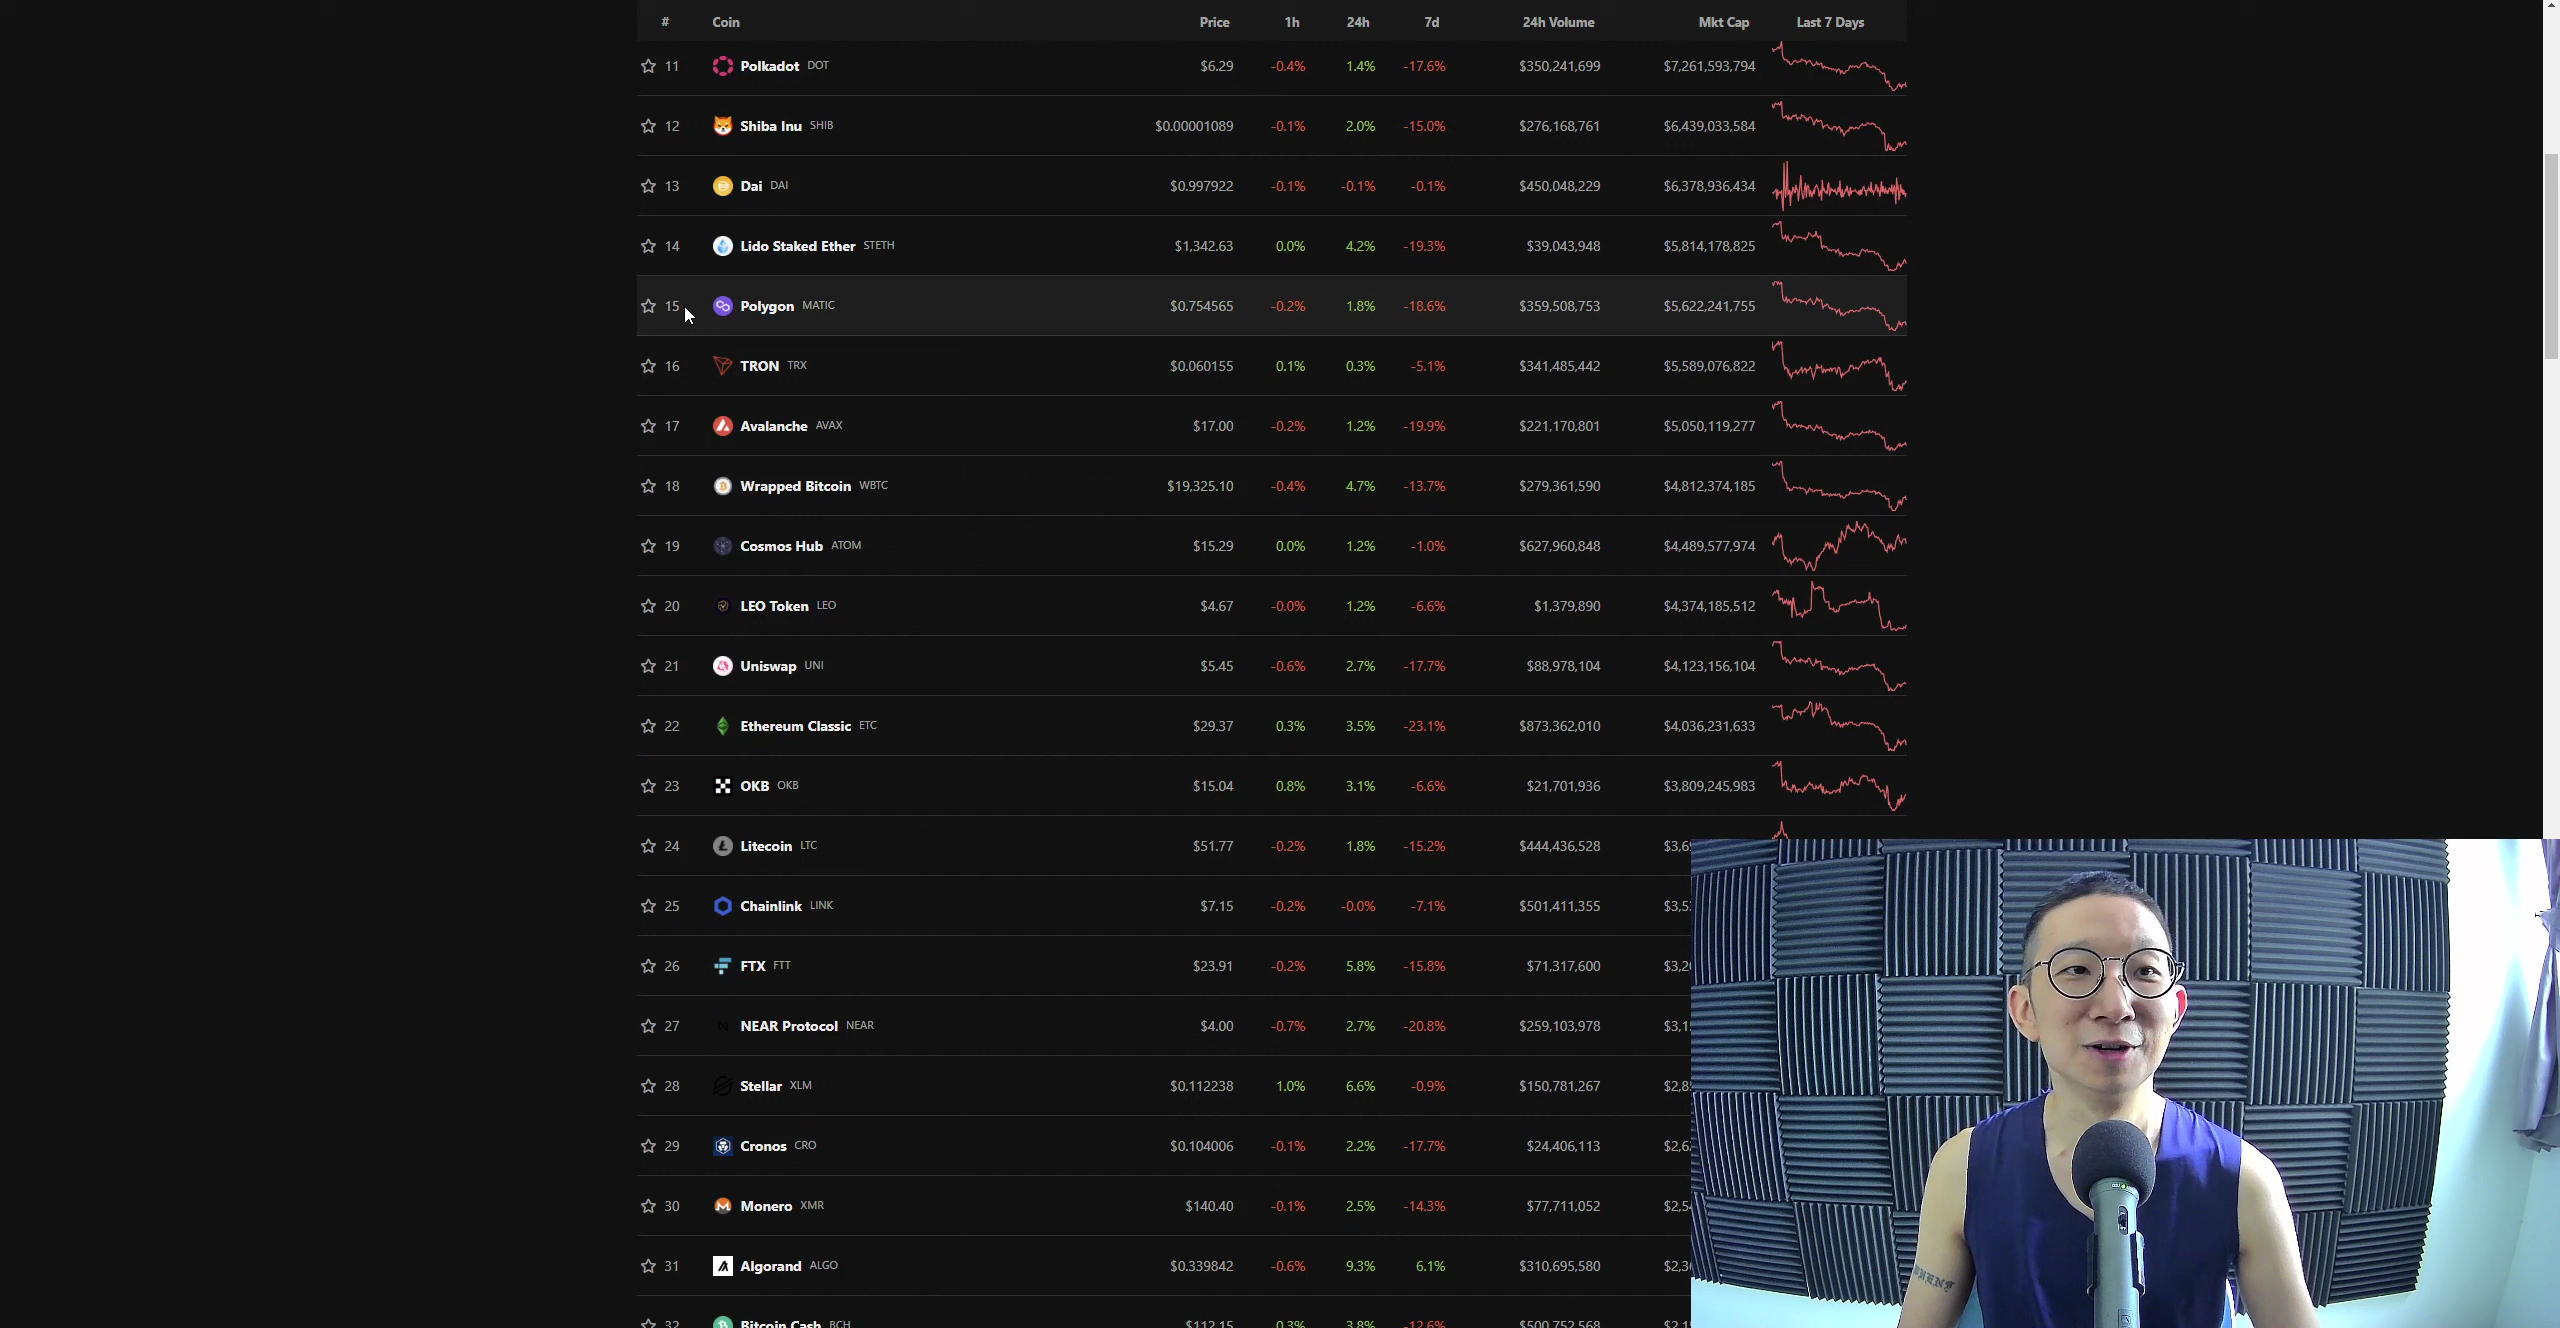 # Coin Price 1h 24h 7d 24h Volume Mkt Cap Last 7 Days
11 Polkadot DOT $6.29 -0.4% 1.4% -17.6% $350,241,699 $7,261,593,794
12 Shiba Inu SHIB $0.00001089 -0.1% 2.0% -15.0% $276,168,761 $6,439,033,584
13 Dai DAI $0.997922 -0.1% -0.1% -0.1% $450,048,229 $6,378,936,434
14 Lido Staked Ether STETH $1,342.63 0.0% 4.2% -19.3% $39,043,948 $5,814,178,825
15 Polygon MATIC $0.754565 -0.2% 1.8% -18.6% $359,508,753 $5,622,241,755
16 TRON TRX $0.060155 0.1% 0.3% -5.1% $341,485,442 $5,589,076,822
17 Avalanche AVAX $17.00 -0.2% 1.2% -19.9% $221,170,801 $5,050,119,277
18 Wrapped Bitcoin WBTC $19,325.10 -0.4% 4.7% -13.7% $279,361,590 $4,812,374,185
19 Cosmos Hub ATOM $15.29 0.0% 1.2% -1.0% $627,960,848 $4,489,577,974
20 LEO Token LEO $4.67 -0.0% 1.2% -6.6% $1,379,890 $4,374,185,512
21 Uniswap UNI $5.45 -0.6% 2.7% -17.7% $88,978,104 $4,123,156,104
22 Ethereum Classic ETC $29.37 0.3% 3.5% -23.1% $873,362,010 $4,036,231,633
23 OKB OKB $15.04 0.8% 3.1% -6.6% $21,701,936 $3,809,245,983
24 Litecoin LTC $51.77 -0.2% 1.8% -15.2% $444,436,528
25 Chainlink LINK $7.15 -0.2% -0.0% -7.1% $501,411,355
26 FTX FTT $23.91 -0.2% 5.8% -15.8% $71,317,600
27 NEAR Protocol NEAR $4.00 -0.7% 2.7% -20.8% $259,103,978
28 Stellar XLM $0.112238 1.0% 6.6% -0.9% $150,781,267
29 Cronos CRO $0.104006 -0.1% 2.2% -17.7% $24,406,113
30 Monero XMR $140.40 -0.1% 2.5% -14.3% $77,711,052
31 Algorand ALGO $0.339842 -0.6% 9.3% 6.1% $310,695,580
32 Bitcoin Cash BCH $112.15 0.3% 3.8% -12.6% $500,752,568